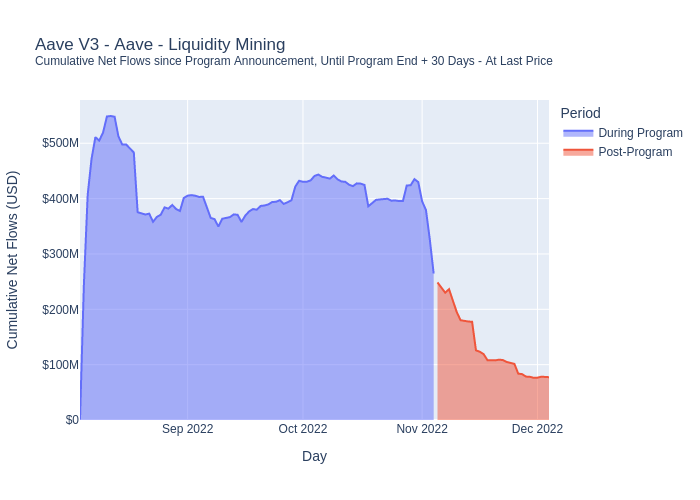 Aave V3 - Aave - Liquidity Mining
Cumulative Net Flows since Program Announcement, Until Program End + 30 Days - At Last Price
Period
During Program
Post-Program
Cumulative Net Flows (USD)
$500M
$400M
$300M
$200M
$100M
$0
Sep 2022
Oct 2022
Nov 2022
Dec 2022
Day